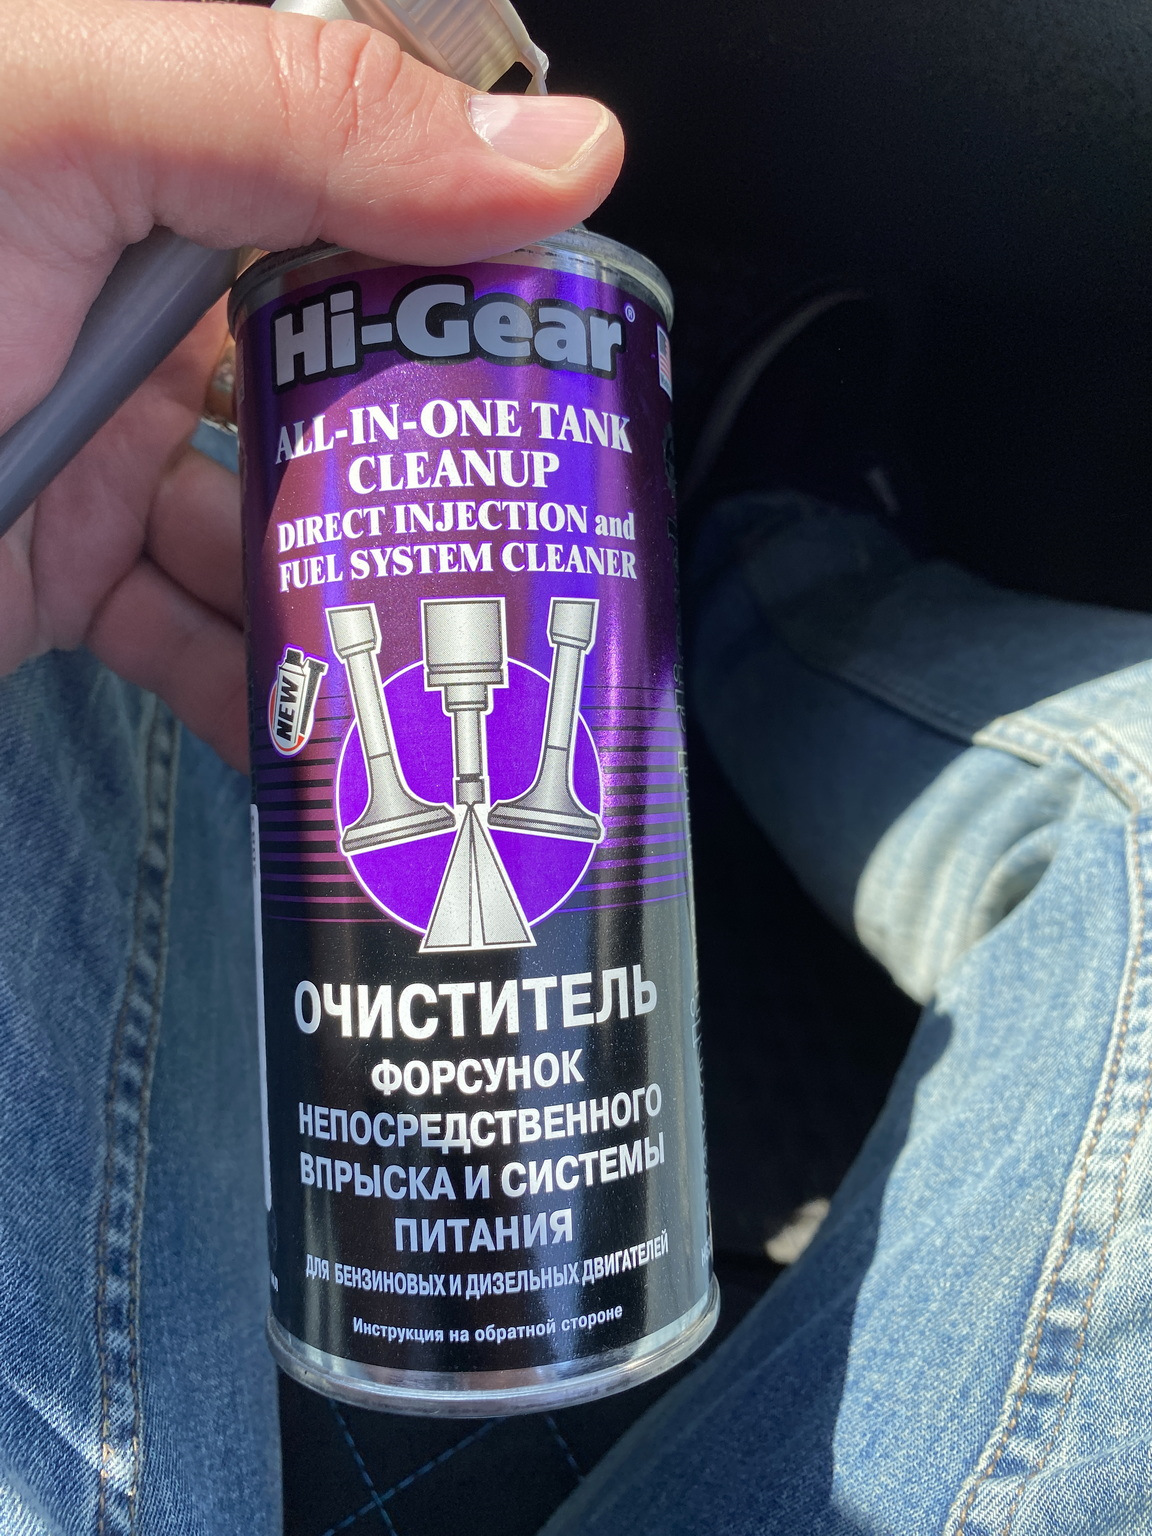 Hi-Gear®
ALL-IN-ONE TANK
CLEANUP
DIRECT INJECTION and
FUEL SYSTEM CLEANER
NEW
ОЧИСТИТЕЛЬ
ФОРСУНОК
НЕПОСРЕДСТВЕННОГО
ВПРЫСКА И СИСТЕМЫ
ПИТАНИЯ
ДЛЯ БЕНЗИНОВЫХ И ДИЗЕЛЬНЫХ ДВИГАТЕЛЕЙ
Инструкция на обратной стороне